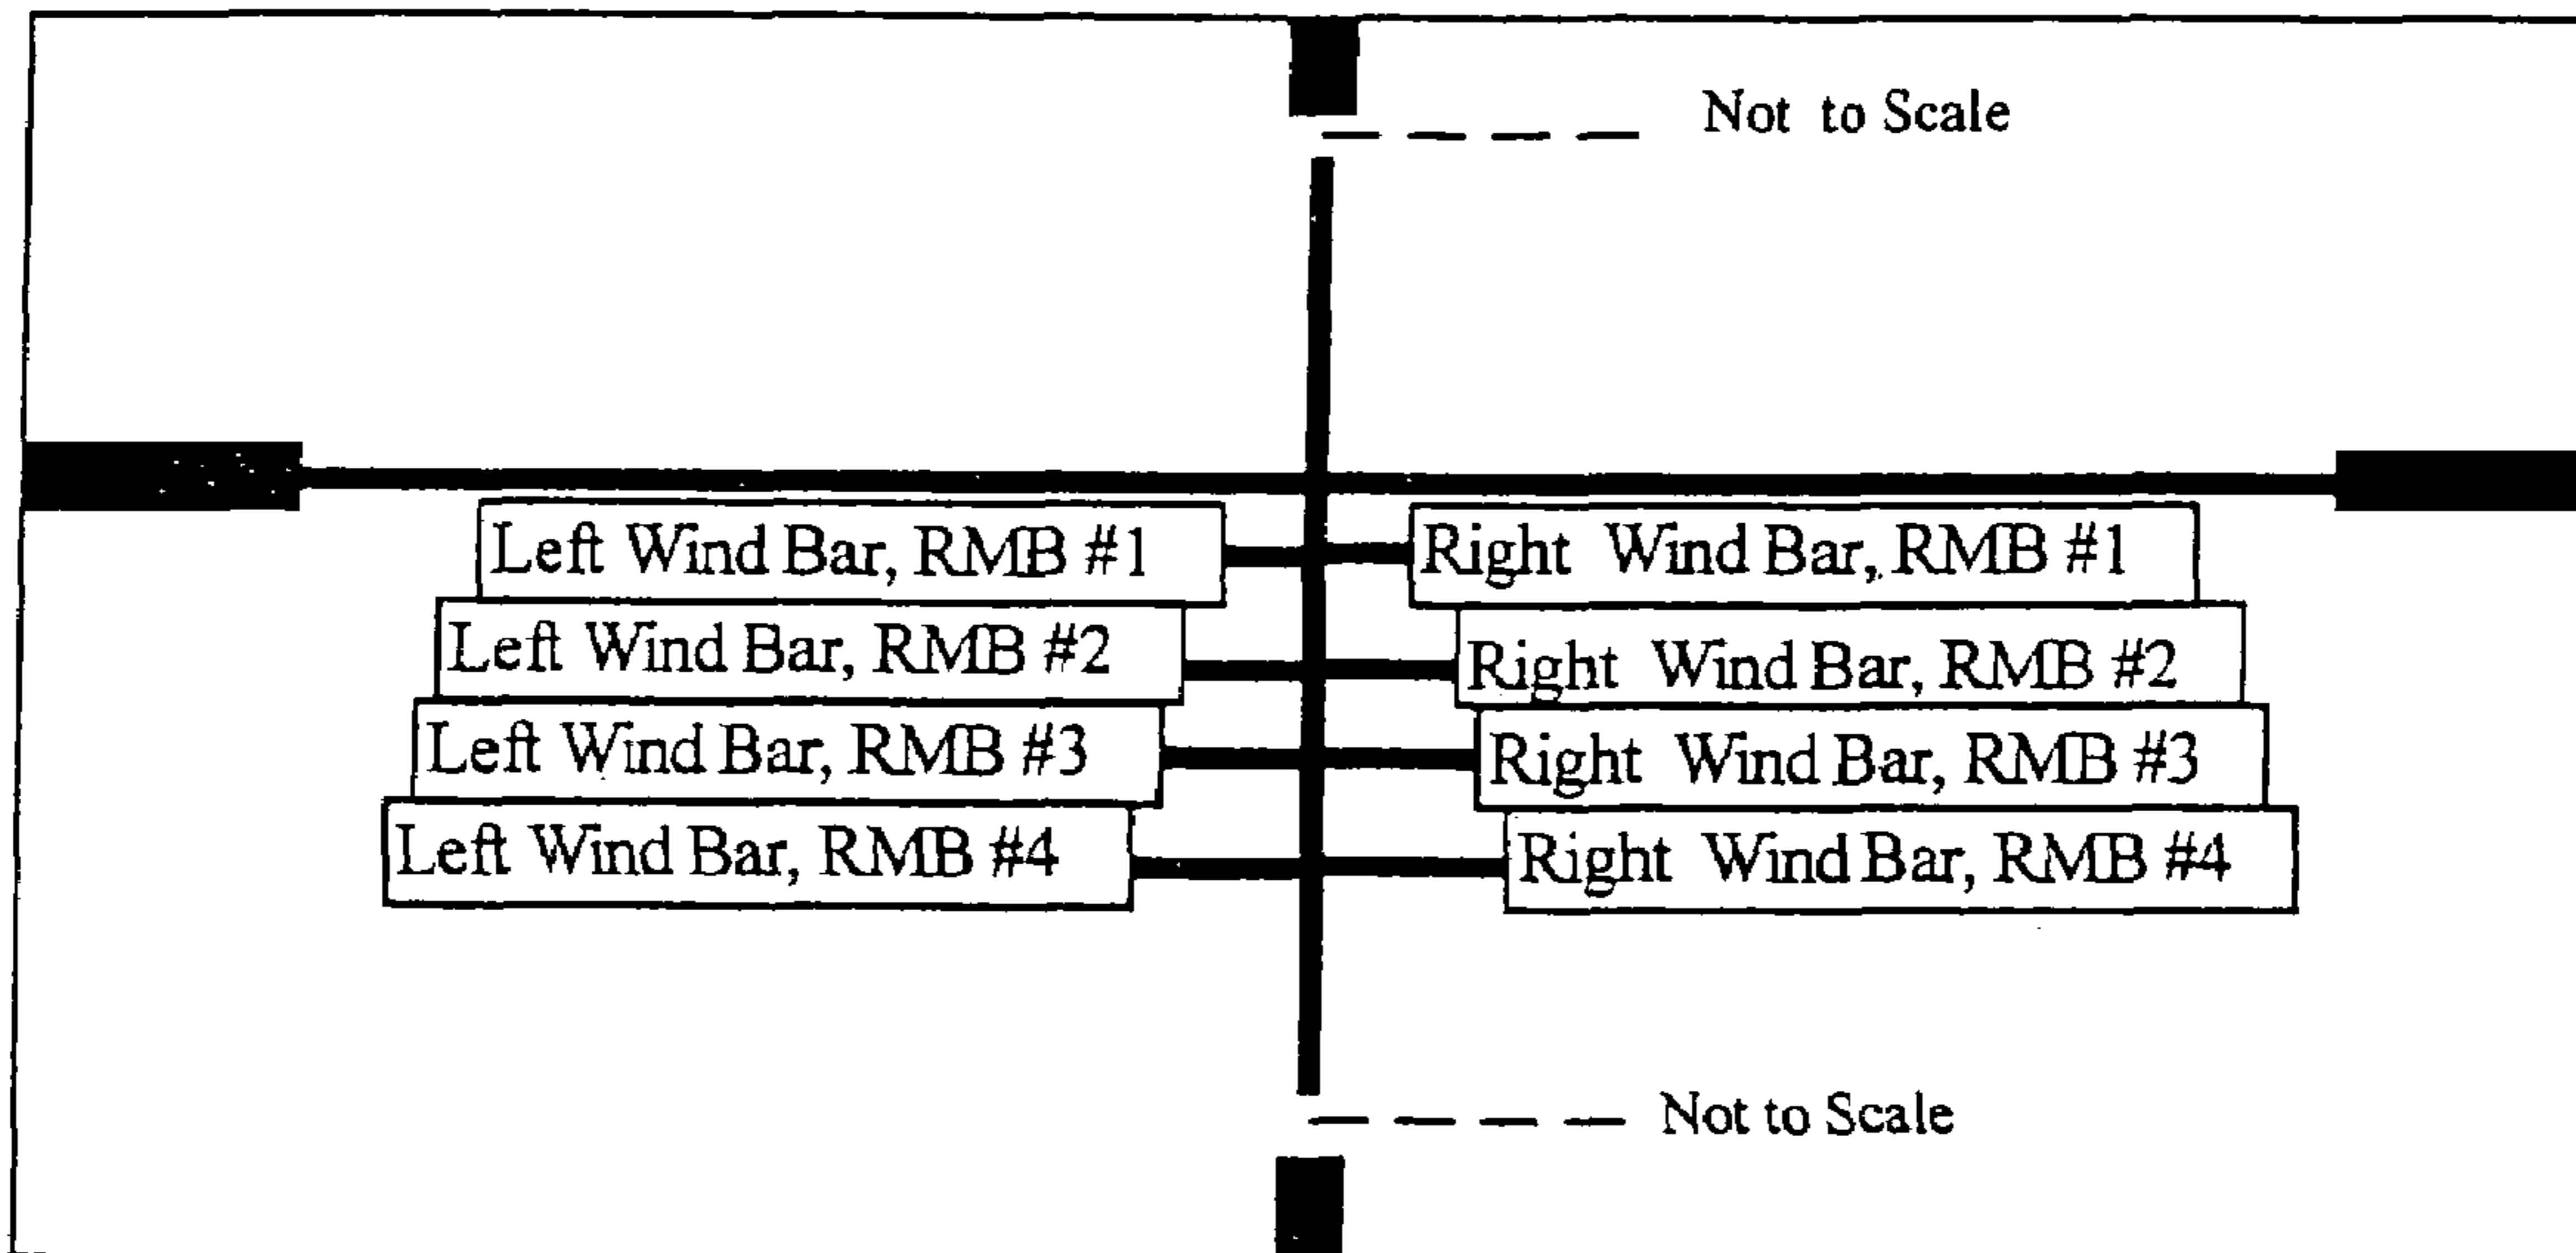 Not to Scale
Left Wind Bar, RMB #1
Right Wind Bar, RMB #1
Left Wind Bar, RMB #2
Right Wind Bar, RMB #2
Left Wind Bar, RMB #3
Right Wind Bar, RMB #3
Left Wind Bar, RMB #4
Right Wind Bar, RMB #4
Not to Scale